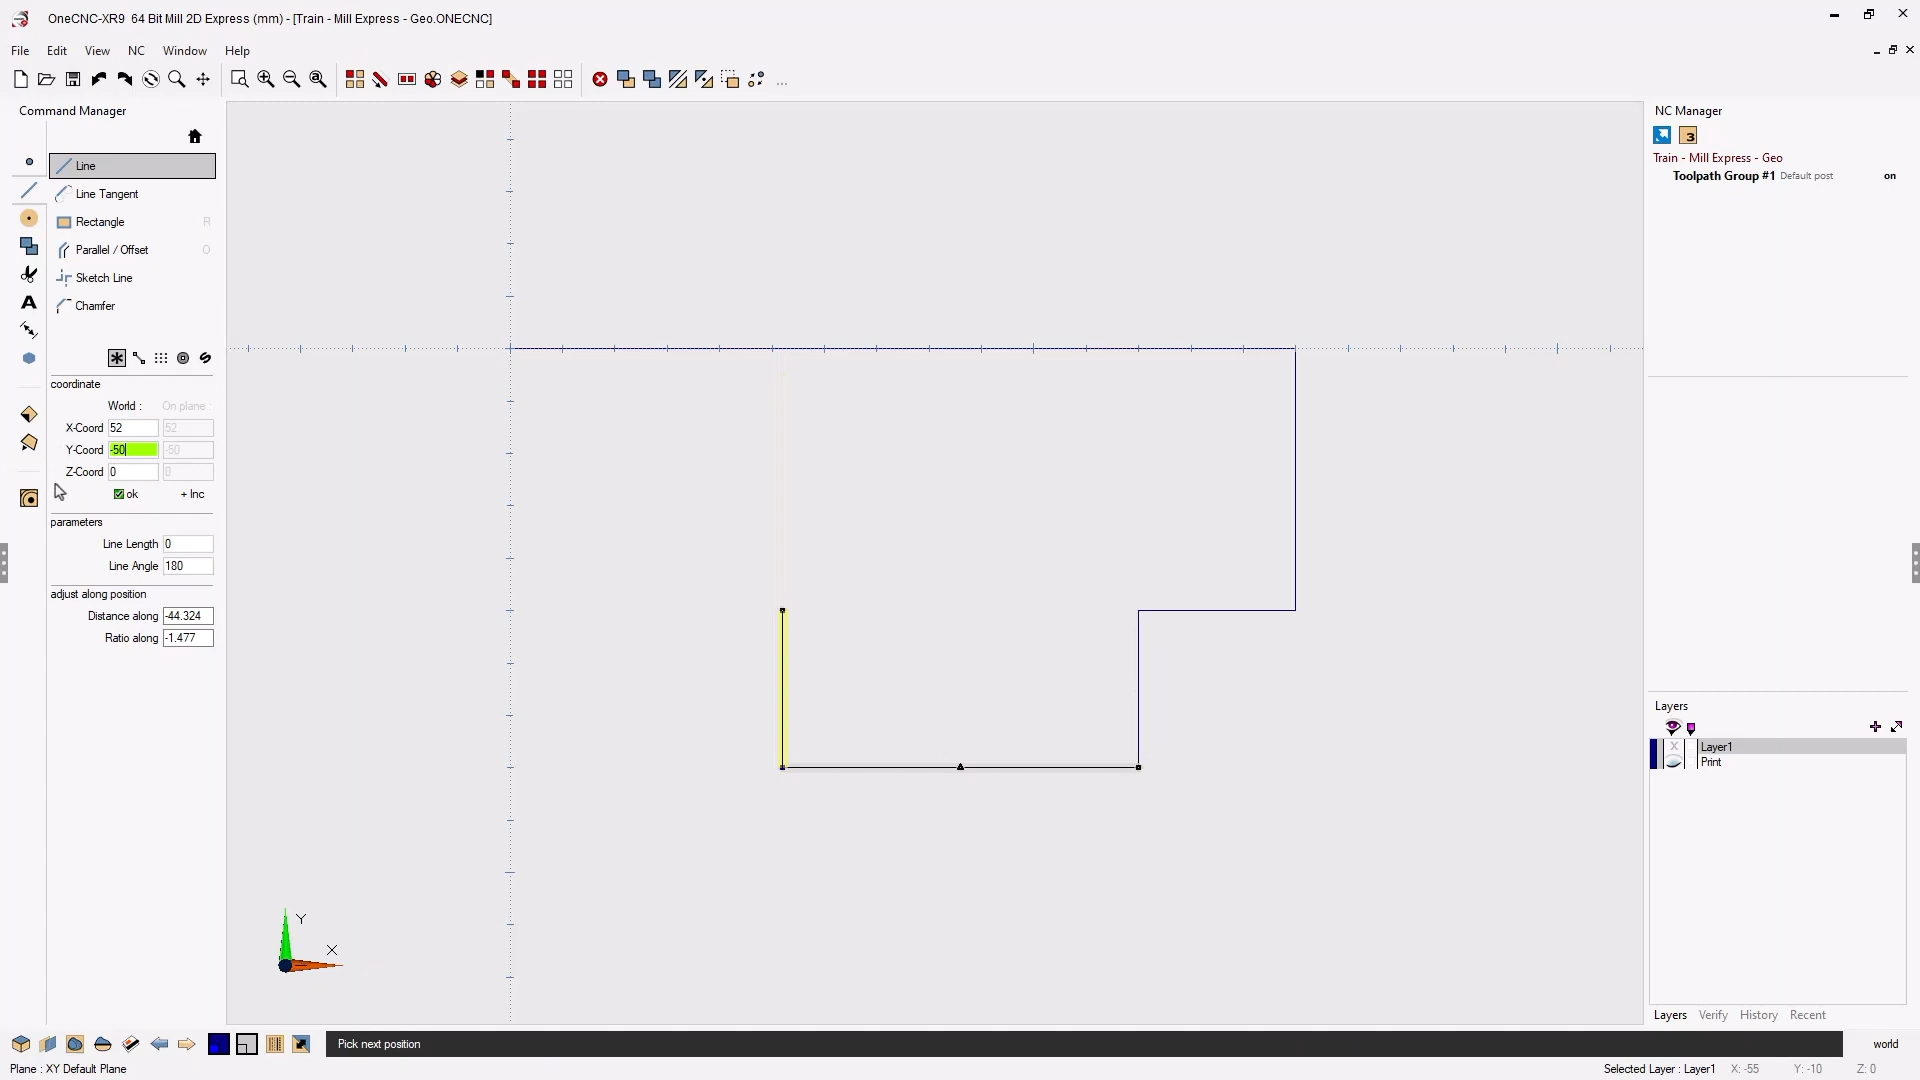 OneCNC-XR9 64 Bit Mill 2D Express (mm) - [Train - Mill Express - Geo.ONECNC]
File Edit View NC Window Help
Command Manager
Line
Line Tangent
Rectangle R
Parallel / Offset O
Sketch Line
Chamfer
coordinate
World : On plane
X-Coord 52 52
Y-Coord -50 -50
Z-Coord 0 0
ok + Inc
parameters
Line Length 0
Line Angle 180
adjust along position
Distance along -44.324
Ratio along -1.477
Y
X
NC Manager
3
Train - Mill Express - Geo
Toolpath Group #1 Default post on
Layers
X Layer1
Print
Layers Verify History Recent
Pick next position
world
Plane : XY Default Plane
Selected Layer : Layer1 X: -55 Y: -10 Z: 0